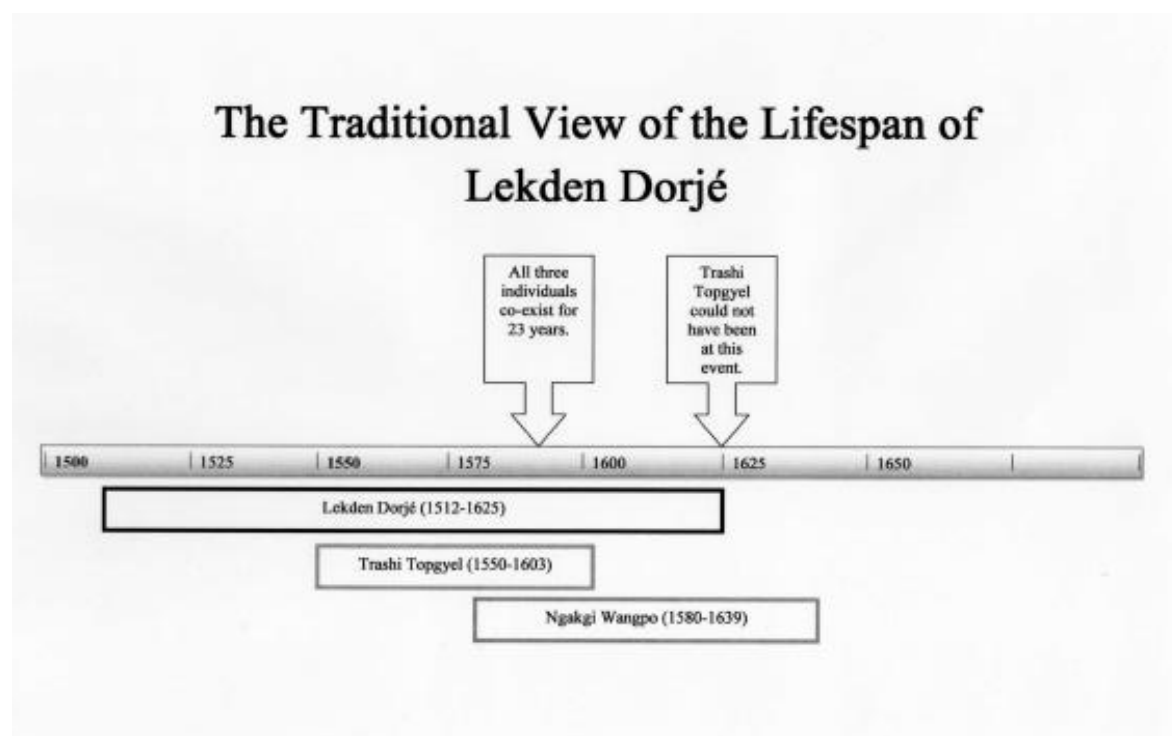 The Traditional View of the Lifespan of
Lekden Dorjé
All three
individuals
co-exist for
23 years.
Trashi
Topgyel
could not
have been
at this
event.
1500 1525 1550 1575 1600 1625 1650
Lekden Dorjé (1512-1625)
Trashi Topgyel (1550-1603)
Ngakgi Wangpo (1580-1639)